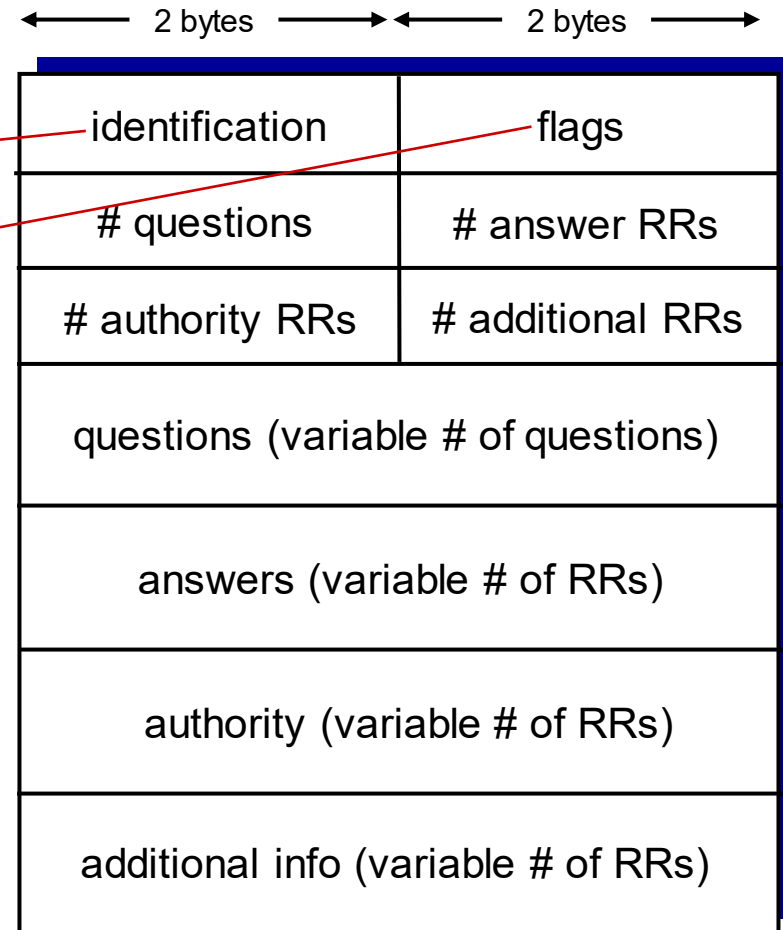 2 bytes 2 bytes
identification flags
# questions # answer RRs
# authority RRs # additional RRs
questions (variable # of questions)
answers (variable # of RRs)
authority (variable # of RRs)
additional info (variable # of RRs)